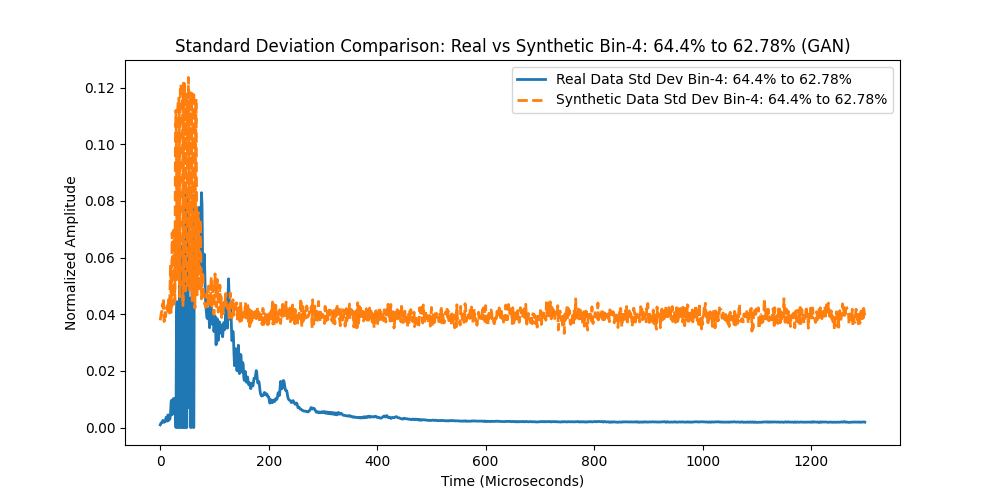 Standard Deviation Comparison: Real vs Synthetic Bin-4: 64.4% to 62.78% (GAN)
Real Data Std Dev Bin-4: 64.4% to 62.78%
Synthetic Data Std Dev Bin-4: 64.4% to 62.78%
Normalized Amplitude
0.12
0.10
0.08
0.06
0.04
0.02
0.00
0 200 400 600 800 1000 1200
Time (Microseconds)